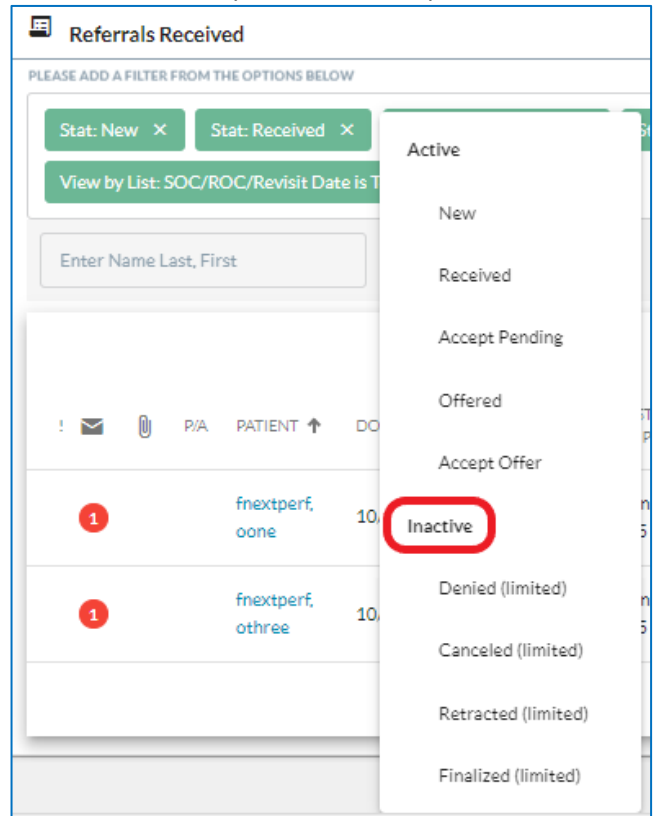 Referrals Received
PLEASE ADD A FILTER FROM THE OPTIONS BELOW
Stat: New ×
Stat: Received ×
View by List: SOC/ROC/Revisit Date is T
Enter Name Last, First
! P/A PATIENT ↑ DO
1 fnextperf, oone 10/
1 fnextperf, othree 10/
Active
New
Received
Accept Pending
Offered
Accept Offer
Inactive
Denied (limited)
Canceled (limited)
Retracted (limited)
Finalized (limited)